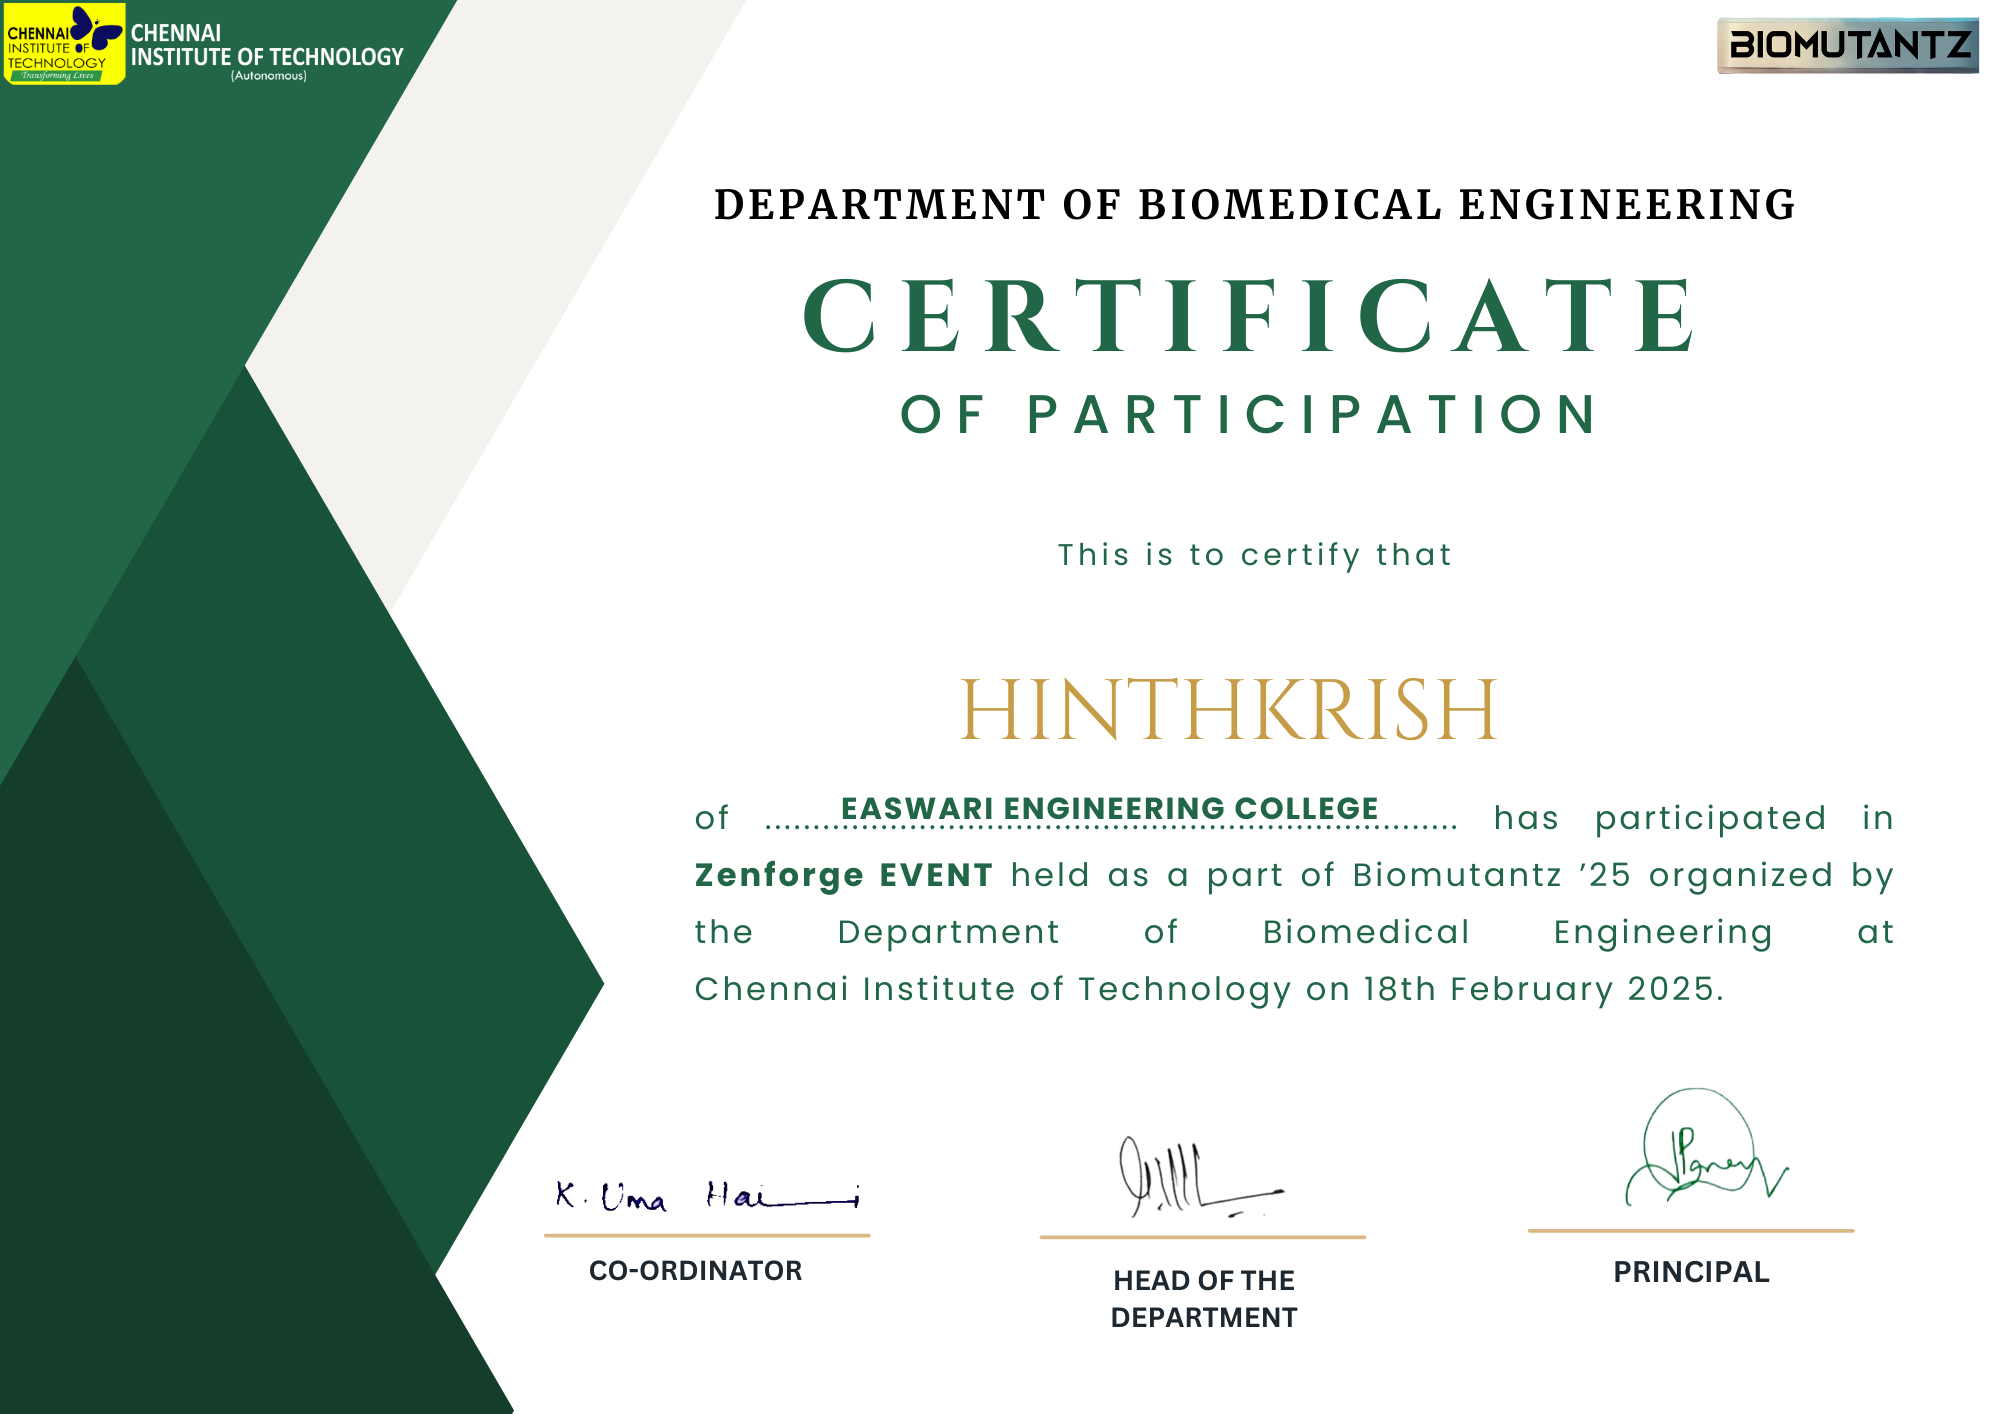 CHENNAI
INSTITUTE OF
TECHNOLOGY
Transforming Lives
CHENNAI
INSTITUTE OF TECHNOLOGY
(Autonomous)
BIOMUTANTZ
DEPARTMENT OF BIOMEDICAL ENGINEERING
CERTIFICATE
OF PARTICIPATION
This is to certify that
HINTHKRISH
of ....EASWARI ENGINEERING COLLEGE.... has participated in
Zenforge EVENT held as a part of Biomutantz ’25 organized by
the Department of Biomedical Engineering at
Chennai Institute of Technology on 18th February 2025.
K. Uma Hai
CO-ORDINATOR
HEAD OF THE
DEPARTMENT
PRINCIPAL